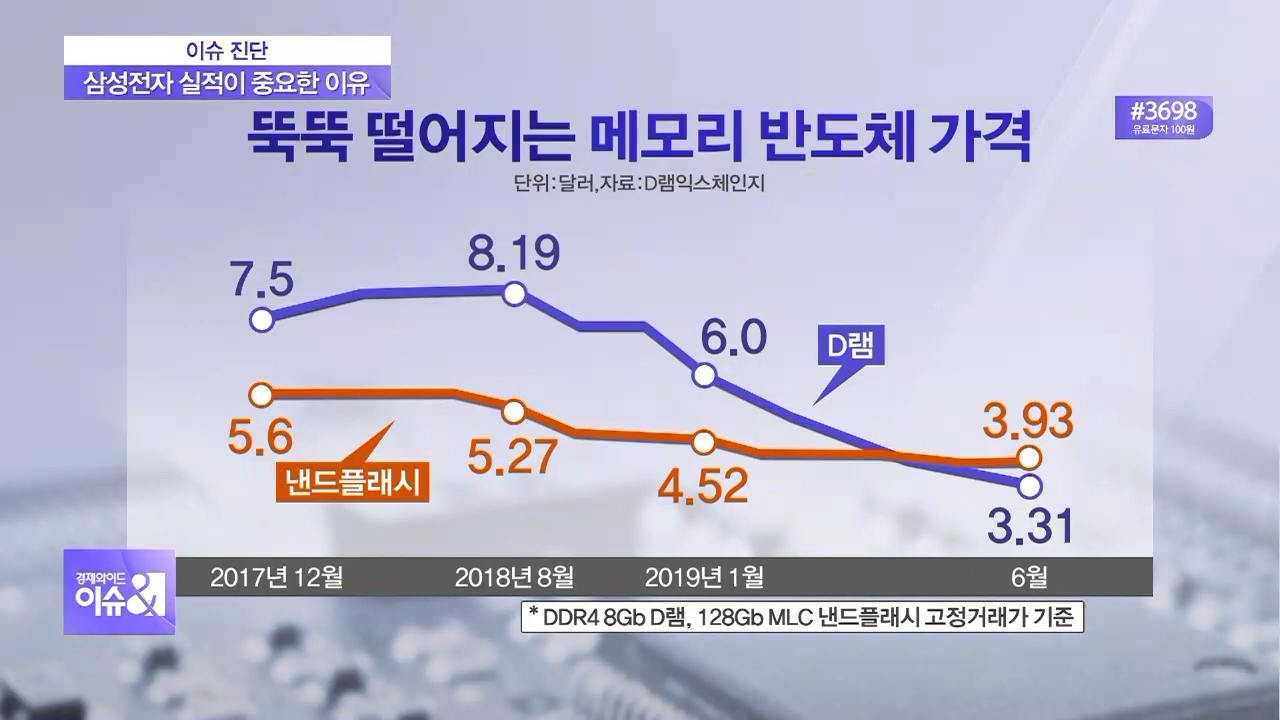 이슈 진단
삼성전자 실적이 중요한 이유
#3698
유료문자 100원
뚝뚝 떨어지는 메모리 반도체 가격
단위:달러,자료:D램익스체인지
7.5
8.19
6.0
D램
5.6
낸드플래시
5.27
4.52
3.93
3.31
2017년 12월
2018년 8월
2019년 1월
6월
경제와이드
이슈&
* DDR4 8Gb D램, 128Gb MLC 낸드플래시 고정거래가 기준